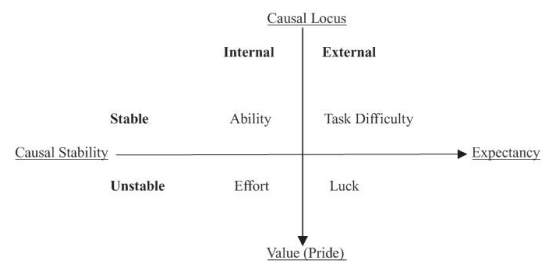 Causal Locus
Internal External
Stable Ability Task Difficulty
Causal Stability Expectancy
Unstable Effort Luck
Value (Pride)